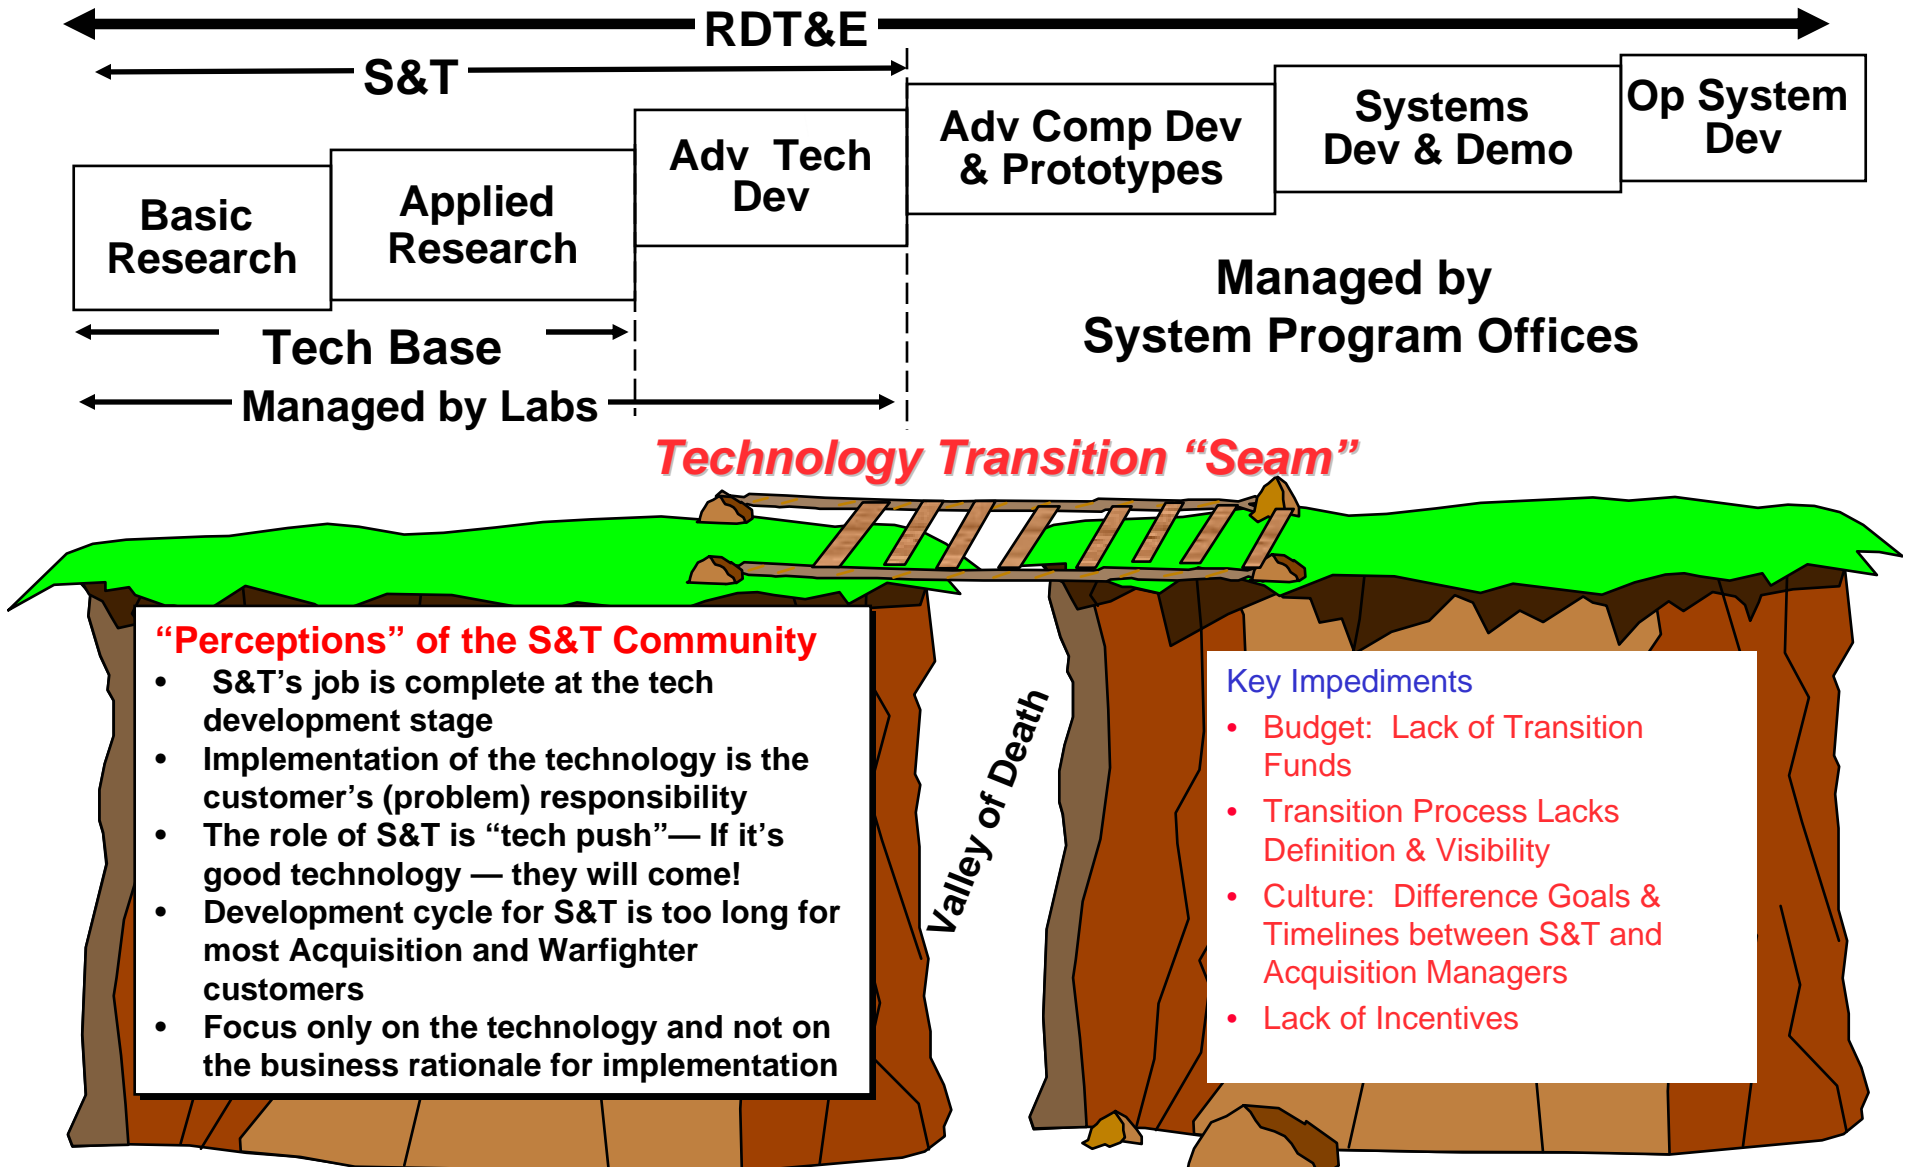 RDT&E
S&T
Basic
Research
Applied
Research
Adv  Tech
Dev
Adv Comp Dev
& Prototypes
Systems
Dev & Demo
Op System
Dev
Tech Base
Managed by Labs
Managed by
System Program Offices
Technology Transition “Seam”
“Perceptions” of the S&T Community
• S&T’s job is complete at the tech
development stage
• Implementation of the technology is the
customer’s (problem) responsibility
• The role of S&T is “tech push”— If it’s
good technology — they will come!
• Development cycle for S&T is too long for
most Acquisition and Warfighter
customers
• Focus only on the technology and not on
the business rationale for implementation
Valley of Death
Key Impediments
• Budget:  Lack of Transition
Funds
• Transition Process Lacks
Definition & Visibility
• Culture:  Difference Goals &
Timelines between S&T and
Acquisition Managers
• Lack of Incentives